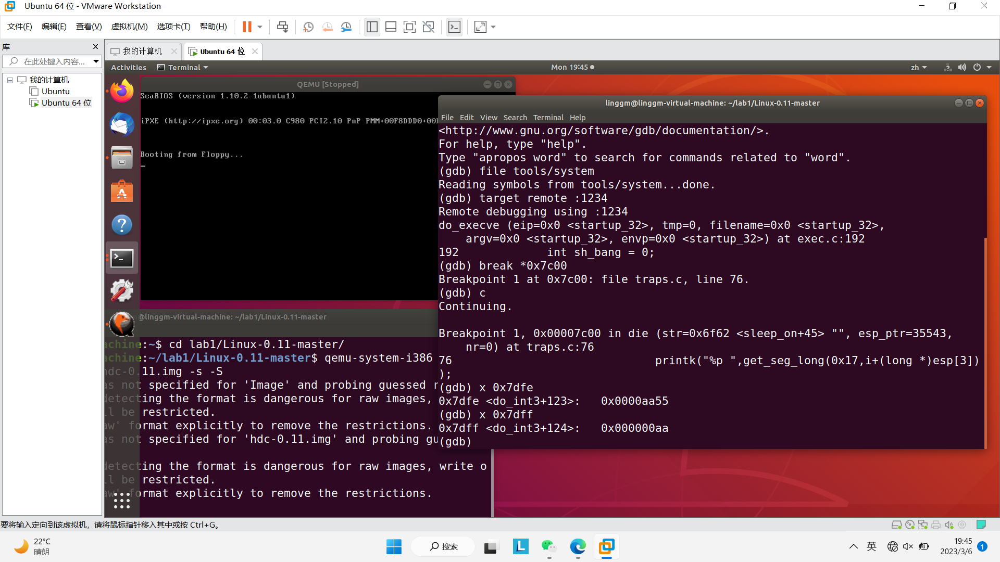 Ubuntu 64 位 - VMware Workstation
文件(F) 编辑(E) 查看(V) 虚拟机(M) 选项卡(T) 帮助(H)
库
在此处键入内容...
我的计算机
Ubuntu
Ubuntu 64 位
我的计算机
Ubuntu 64 位
Activities Terminal Mon 19:45 zh
QEMU [Stopped]
SeaBIOS (version 1.10.2-1ubuntu1)
iPXE (http://ipxe.org) 00:03.0 C980 PCI2.10 PnP PMM+00F8DDD0+00
Booting from Floppy...
@linggm-virtual-machine: ~/lab1/Linux-0.11-master
achine:~$ cd lab1/Linux-0.11-master/
achine:~/lab1/Linux-0.11-master$ qemu-system-i386
hdc-0.11.img -s -S
as not specified for 'Image' and probing guessed r
detecting the format is dangerous for raw images,
ll be restricted.
aw' format explicitly to remove the restrictions.
as not specified for 'hdc-0.11.img' and probing gu
detecting the format is dangerous for raw images, write o
ll be restricted.
aw' format explicitly to remove the restrictions.
linggm@linggm-virtual-machine: ~/lab1/Linux-0.11-master
File Edit View Search Terminal Help
<http://www.gnu.org/software/gdb/documentation/>.
For help, type "help".
Type "apropos word" to search for commands related to "word".
(gdb) file tools/system
Reading symbols from tools/system...done.
(gdb) target remote :1234
Remote debugging using :1234
do_execve (eip=0x0 <startup_32>, tmp=0, filename=0x0 <startup_32>,
argv=0x0 <startup_32>, envp=0x0 <startup_32>) at exec.c:192
192 int sh_bang = 0;
(gdb) break *0x7c00
Breakpoint 1 at 0x7c00: file traps.c, line 76.
(gdb) c
Continuing.
Breakpoint 1, 0x00007c00 in die (str=0x6f62 <sleep_on+45> "", esp_ptr=35543,
nr=0) at traps.c:76
76 printk("%p ",get_seg_long(0x17,i+(long *)esp[3])
);
(gdb) x 0x7dfe
0x7dfe <do_int3+123>: 0x0000aa55
(gdb) x 0x7dff
0x7dff <do_int3+124>: 0x000000aa
(gdb)
要将输入定向到该虚拟机，请将鼠标指针移入其中或按 Ctrl+G。
22°C
晴朗
搜索
英
19:45
2023/3/6
1